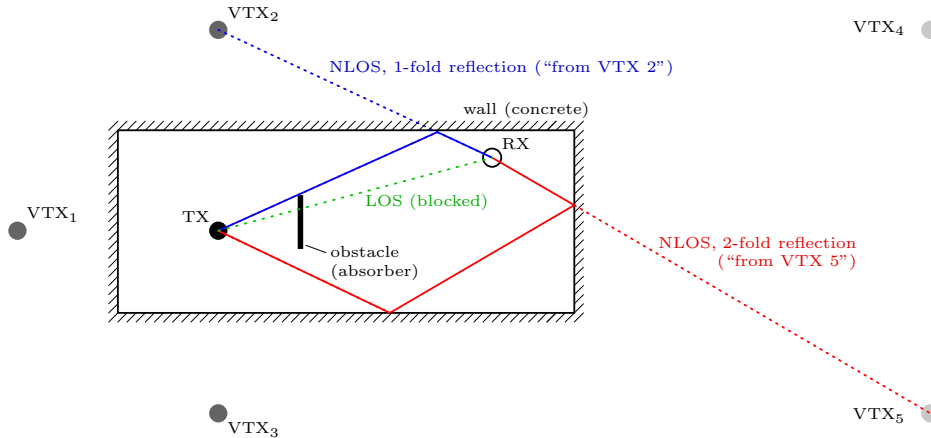 VTX2
VTX4
NLOS, 1-fold reflection (“from VTX 2”)
wall (concrete)
RX
LOS (blocked)
VTX1
TX
obstacle
(absorber)
NLOS, 2-fold reflection
(“from VTX 5”)
VTX3
VTX5